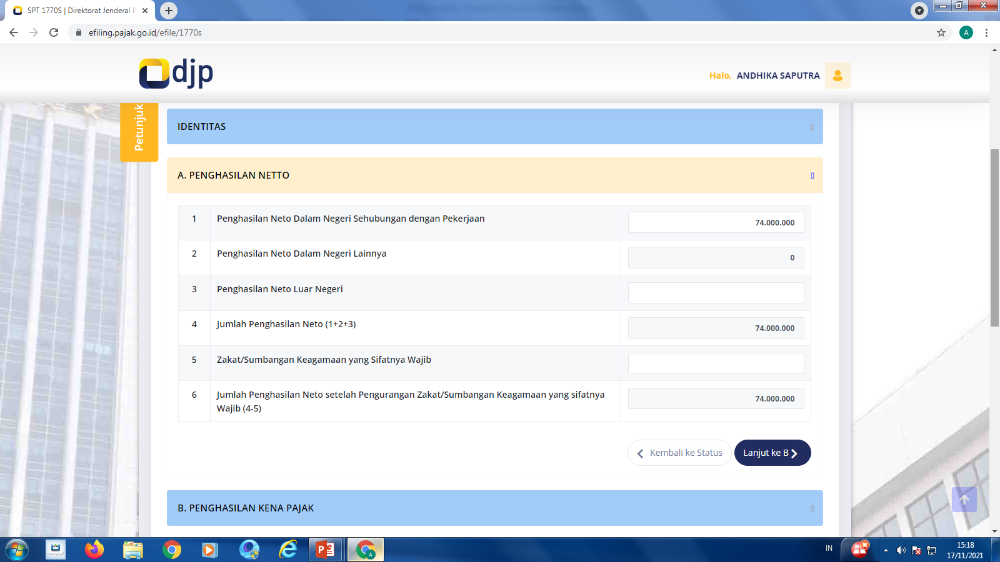 SPT 1770S | Direktorat Jenderal P
efiling.pajak.go.id/efile/1770s
A
djp
Halo, ANDHIKA SAPUTRA
Petunjuk
IDENTITAS
A. PENGHASILAN NETTO
1 Penghasilan Neto Dalam Negeri Sehubungan dengan Pekerjaan 74.000.000
2 Penghasilan Neto Dalam Negeri Lainnya 0
3 Penghasilan Neto Luar Negeri
4 Jumlah Penghasilan Neto (1+2+3) 74.000.000
5 Zakat/Sumbangan Keagamaan yang Sifatnya Wajib
6 Jumlah Penghasilan Neto setelah Pengurangan Zakat/Sumbangan Keagamaan yang sifatnya 74.000.000
Wajib (4-5)
Kembali ke Status Lanjut ke B
B. PENGHASILAN KENA PAJAK
IN
15:18
17/11/2021